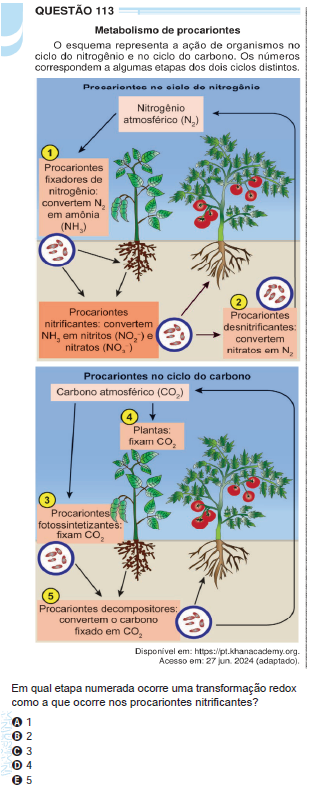 QUESTÃO 113
Metabolismo de procariontes
O esquema representa a ação de organismos no
ciclo do nitrogênio e no ciclo do carbono. Os números
correspondem a algumas etapas dos dois ciclos distintos.
Procariontes no ciclo do nitrogênio
Nitrogênio
atmosférico (N₂)
1
Procariontes
fixadores de
nitrogênio:
convertem N₂
em amônia
(NH₃)
2
Procariontes
nitrificantes: convertem
NH₃ em nitritos (NO₂⁻) e
nitratos (NO₃⁻)
Procariontes
desnitrificantes:
convertem
nitratos em N₂
Procariontes no ciclo do carbono
Carbono atmosférico (CO₂)
4
Plantas:
fixam CO₂
3
Procariontes
fotossintetizantes:
fixam CO₂
5
Procariontes decompositores:
convertem o carbono
fixado em CO₂
Disponível em: https://pt.khanacademy.org.
Acesso em: 27 jun. 2024 (adaptado).
Em qual etapa numerada ocorre uma transformação redox
como a que ocorre nos procariontes nitrificantes?
A 1
B 2
C 3
D 4
E 5